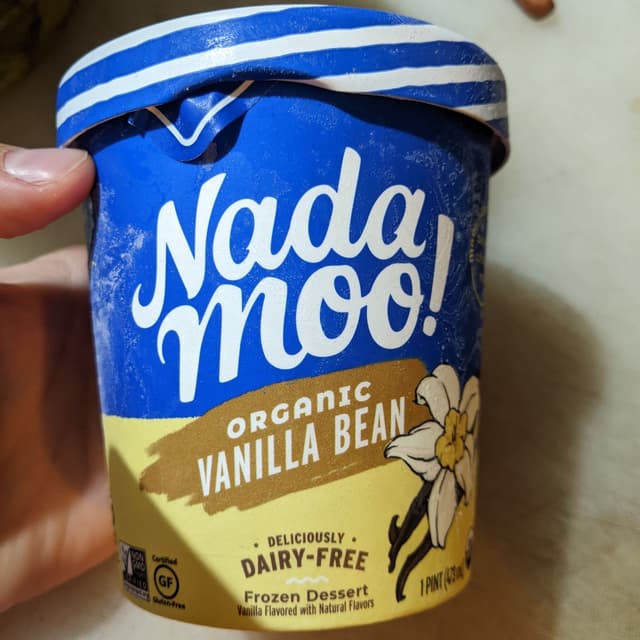 Nada
moo!
ORGANIC
VANILLA BEAN
DELICIOUSLY
DAIRY-FREE
Frozen Dessert
Vanilla Flavored with Natural Flavors
Certified
GF
Gluten-Free
1 PINT